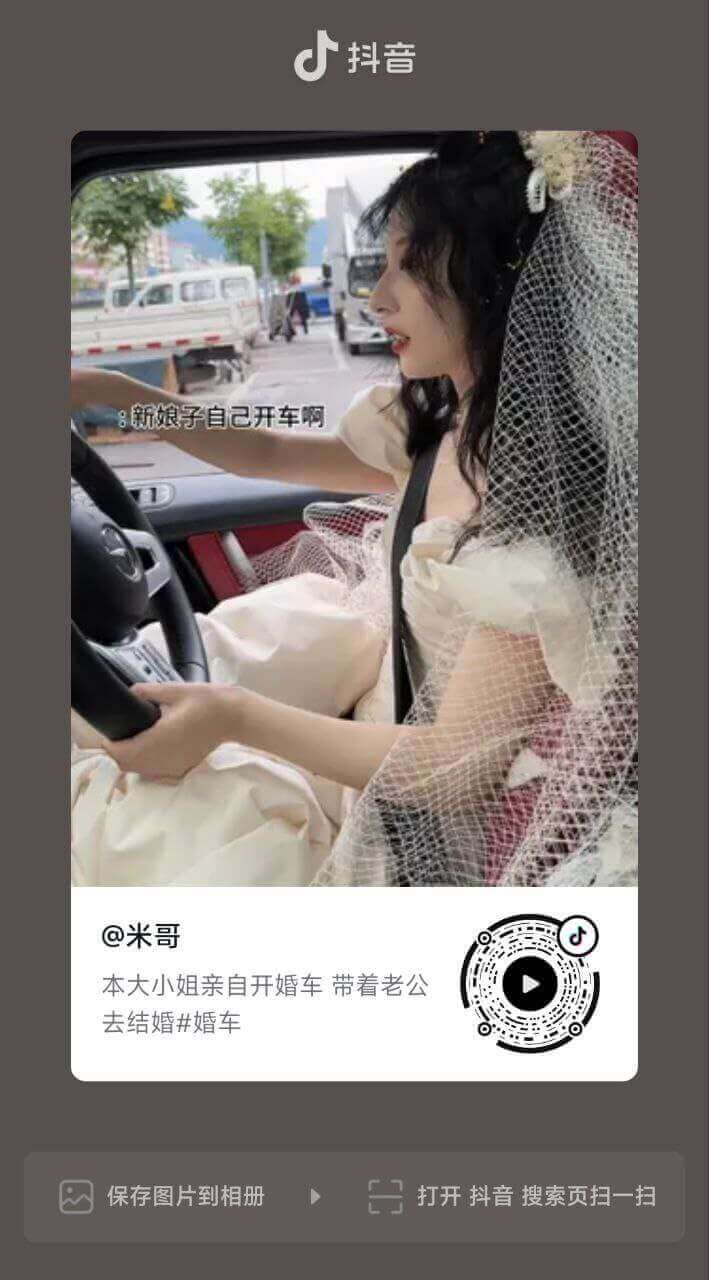 抖音
: 新娘子自己开车啊
@米哥
本大小姐亲自开婚车 带着老公
去结婚#婚车
保存图片到相册
打开 抖音 搜索页扫一扫